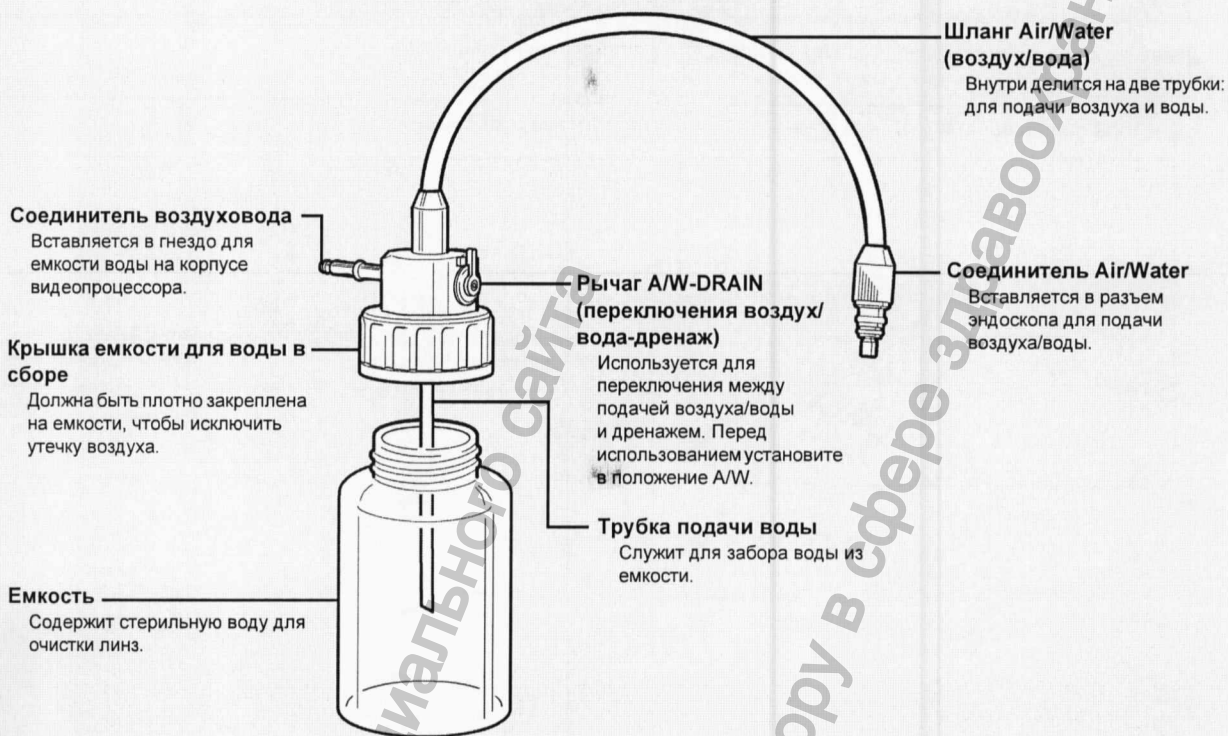 Шланг Air/Water
(воздух/вода)
Внутри делится на две трубки:
для подачи воздуха и воды.
Соединитель воздуховода
Вставляется в гнездо для
емкости воды на корпусе
видеопроцессора.
Рычаг A/W-DRAIN
(переключения воздух/
вода-дренаж)
Используется для
переключения между
подачей воздуха/воды
и дренажем. Перед
использованием установите
в положение A/W.
Соединитель Air/Water
Вставляется в разъем
эндоскопа для подачи
воздуха/воды.
Крышка емкости для воды в
сборе
Должна быть плотно закреплена
на емкости, чтобы исключить
утечку воздуха.
Трубка подачи воды
Служит для забора воды из
емкости.
Емкость
Содержит стерильную воду для
очистки линз.
сайта
в сфере